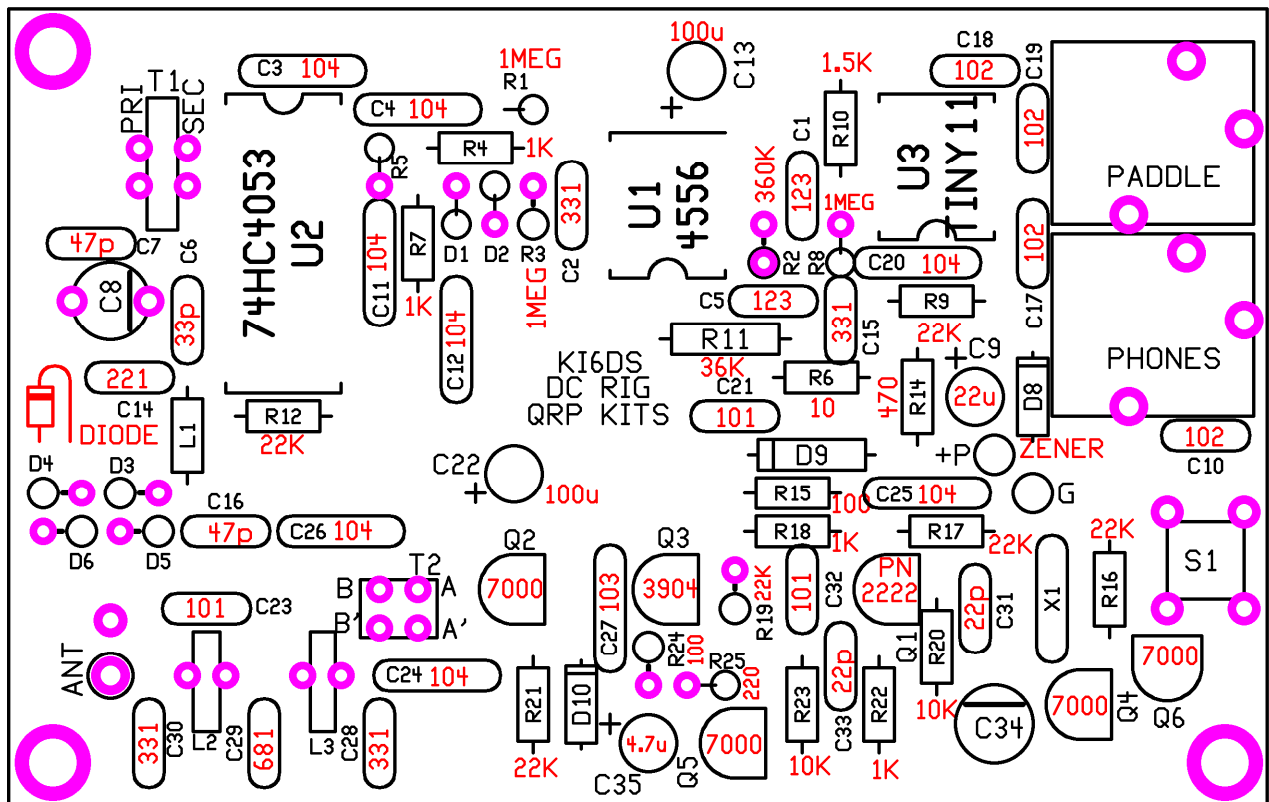 100u
C13
C18
C19
102
1MEG
R1
C3 104
T1
PRI
SEC
C4 104
1.5K
R10
C1
123
U3
TINY11
102
PADDLE
R5
R4
1K
74HC4053
U2
U1
4556
360K
1MEG
331
C2
R7
1K
C11 104
D1
D2
R3
1MEG
R2
R8
C20 104
102
C17
47p
C7
C6
C8
33p
C12 104
C5
123
331
C15
R9
22K
PHONES
R11
36K
KI6DS
DC RIG
QRP KITS
R6
10
C9
22u
470
R14
D8
ZENER
221
C14
DIODE
L1
R12
22K
C21
101
102
C10
D9
+P
G
D4
D3
C22
100u
R15
100
C25 104
C16
47p
C26 104
D6
D5
R18
1K
R17
22K
22K
R16
S1
Q2
7000
Q3
3904
C27 103
22K
R19
101
C32
PN
2222
Q1
22p
C31
X1
T2
B
A
B'
A'
101
C23
ANT
C24 104
R24
100
R25
220
R20
10K
7000
Q6
331
C30
L2
C29
681
L3
C28
331
R21
22K
D10
4.7u
C35
7000
Q5
R23
10K
22p
C33
R22
1K
C34
7000
Q4